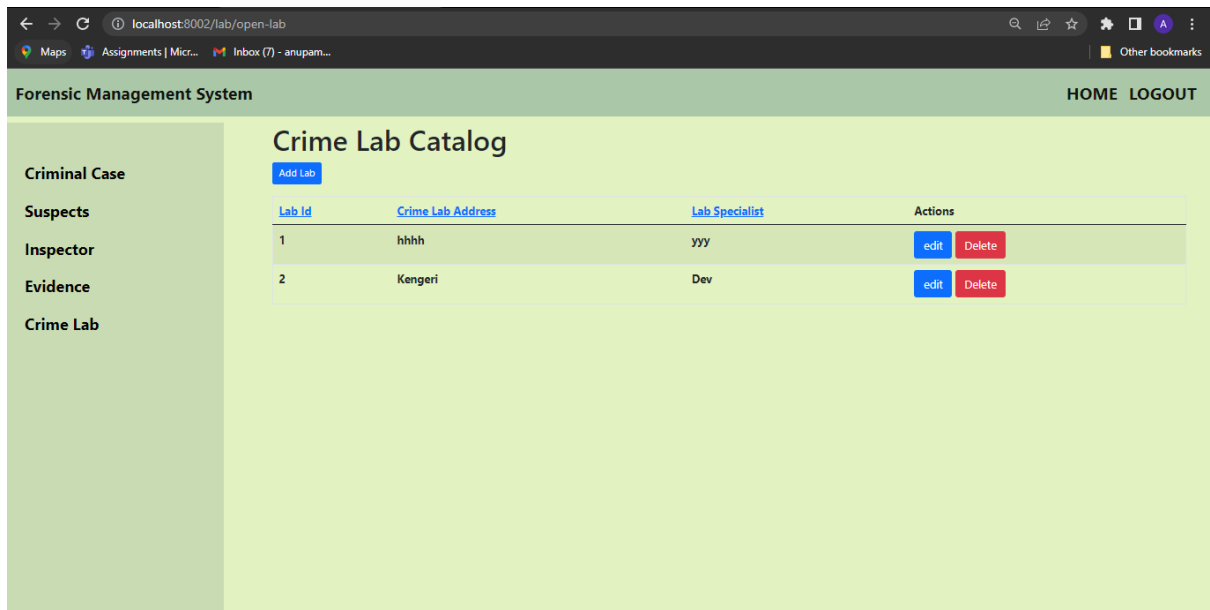 localhost:8002/lab/open-lab
A
Maps Assignments | Micr... Inbox (7) - anupam... Other bookmarks
Forensic Management System HOME LOGOUT
Crime Lab Catalog
Add Lab
Criminal Case
Suspects
Inspector
Evidence
Crime Lab
Lab Id Crime Lab Address Lab Specialist Actions
1 hhhh yyy edit Delete
2 Kengeri Dev edit Delete